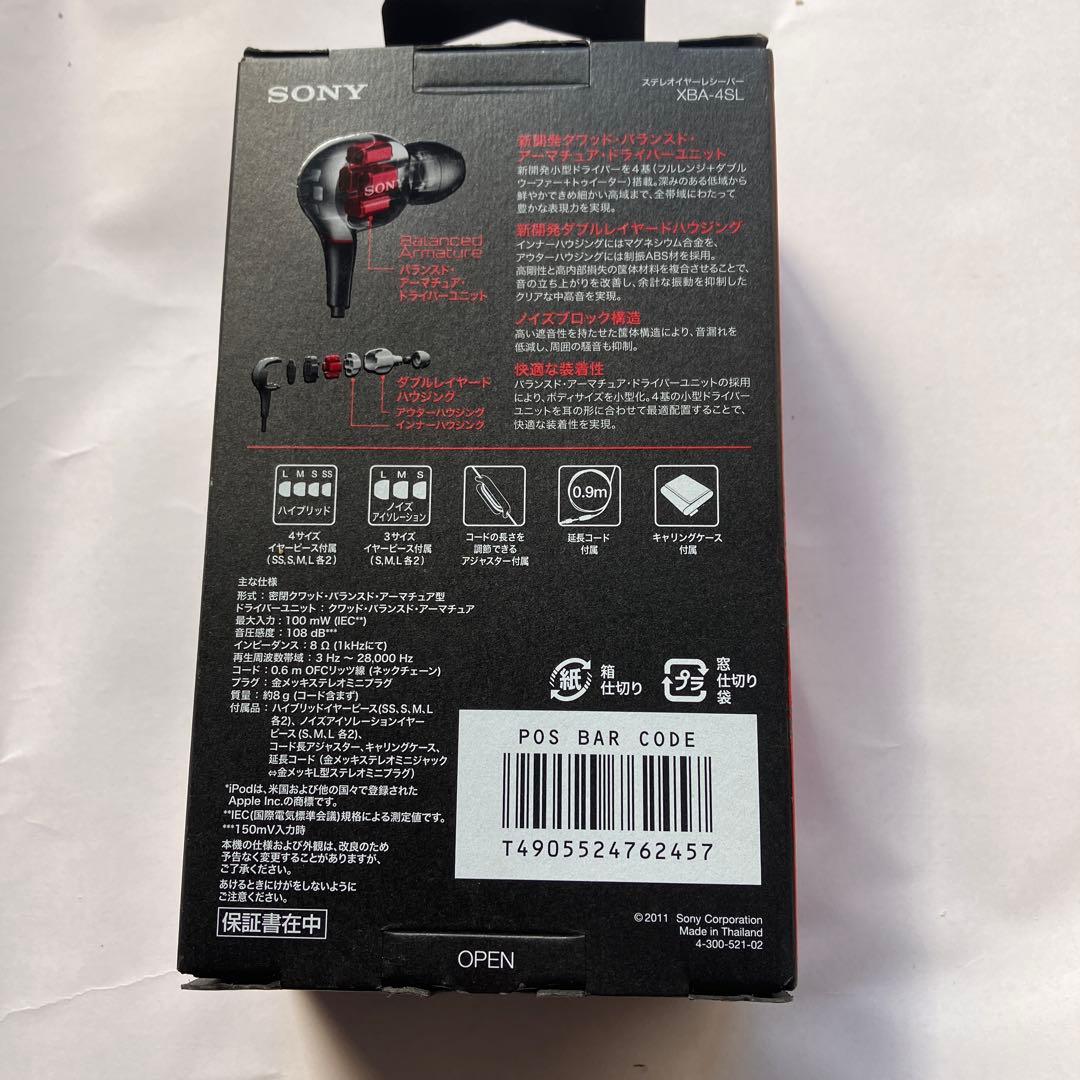 SONY
ステレオイヤーレシーバー
XBA-4SL
SONY
Balanced
Armature
バランスド・
アーマチュア・
ドライバーユニット
ダブルレイヤード
ハウジング
アウターハウジング
インナーハウジング
新開発クワッド・バランスド・
アーマチュア・ドライバーユニット
新開発小型ドライバーを4基(フルレンジ+ダブル
ウーファー+トゥイーター)搭載。深みのある低域から
鮮やかできめ細かい高域まで、全帯域にわたって
豊かな表現力を実現。
新開発ダブルレイヤードハウジング
インナーハウジングにはマグネシウム合金を、
アウターハウジングには制振ABS材を採用。
高剛性と高内部損失の筐体材料を複合させることで、
音の立ち上がりを改善し、余計な振動を抑制した
クリアな中高音を実現。
ノイズブロック構造
高い遮音性を持たせた筐体構造により、音漏れを
低減し、周囲の騒音も抑制。
快適な装着性
バランスド・アーマチュア・ドライバーユニットの採用
により、ボディサイズを小型化。4基の小型ドライバー
ユニットを耳の形に合わせて最適配置することで、
快適な装着性を実現。
L M S SS
ハイブリッド
4サイズ
イヤーピース付属
(SS,S,M,L 各2)
L M S
ノイズ
アイソレーション
3サイズ
イヤーピース付属
(S,M,L 各2)
コードの長さを
調節できる
アジャスター付属
0.9m
延長コード
付属
キャリングケース
付属
主な仕様
形式:密閉クワッド・バランスド・アーマチュア型
ドライバーユニット:クワッド・バランスド・アーマチュア
最大入力:100 mW (IEC**)
音圧感度:108 dB***
インピーダンス:8 Ω (1kHzにて)
再生周波数帯域:3 Hz ~ 28,000 Hz
コード:0.6 m OFCリッツ線 (ネックチェーン)
プラグ:金メッキステレオミニプラグ
質量:約8g (コード含まず)
付属品:ハイブリッドイヤーピース(SS、S、M、L
各2)、ノイズアイソレーションイヤー
ピース(S、M、L 各2)、
コード長アジャスター、キャリングケース、
延長コード (金メッキステレオミニジャック
⇔金メッキL型ステレオミニプラグ)
*iPodは、米国および他の国々で登録された
Apple Inc.の商標です。
**IEC(国際電気標準会議)規格による測定値です。
***150mV入力時
本機の仕様および外観は、改良のため
予告なく変更することがありますが、
ご了承ください。
あけるときにけがをしないように
ご注意ください。
保証書在中
紙
箱
仕切り
プラ
窓
仕切り
袋
POS BAR CODE
T4905524762457
©2011 Sony Corporation
Made in Thailand
4-300-521-02
OPEN